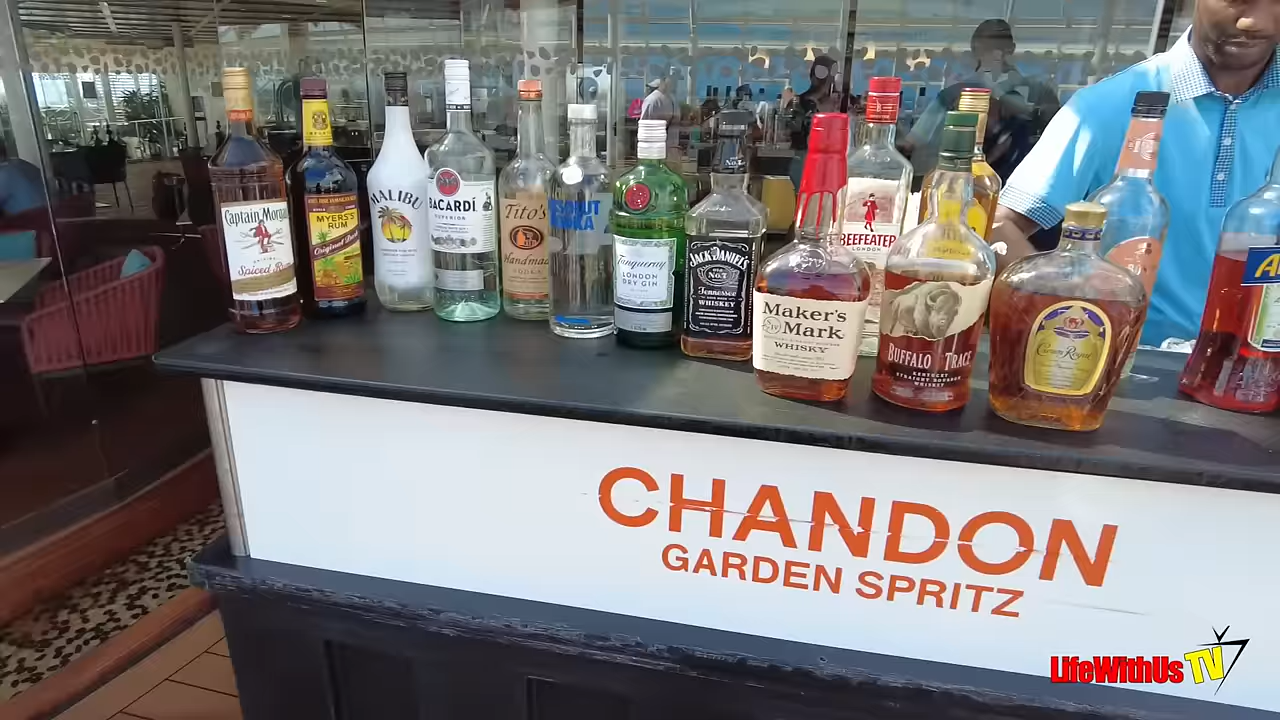 Captain Morgan
Spiced Rum
MYERS'S
RUM
Original Dark
MALIBU
BACARDÍ
SUPERIOR
Tito's
Handmade
VODKA
Tanqueray
LONDON
DRY GIN
JACK DANIEL'S
OLD
No.7
Tennessee
WHISKEY
Maker's
Mark
WHISKY
BEEFEATER
LONDON
BUFFALO TRACE
KENTUCKY
STRAIGHT BOURBON
WHISKEY
Crown Royal
CHANDON
GARDEN SPRITZ
LifeWithUs TV